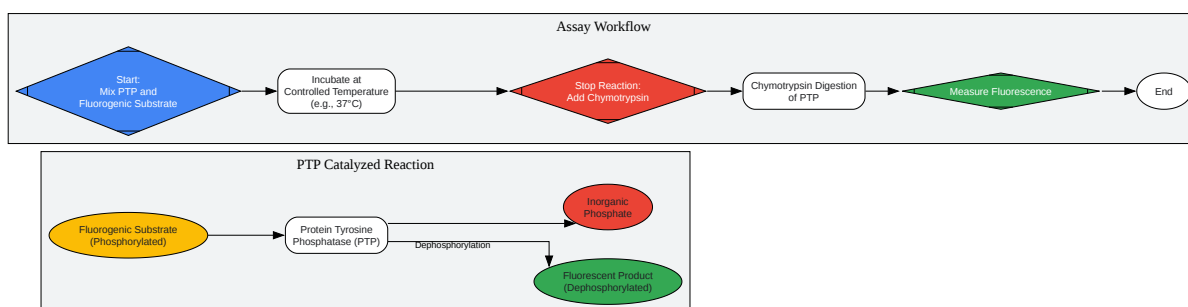 Assay Workflow
Start:
Mix PTP and
Fluorogenic Substrate
Incubate at
Controlled Temperature
(e.g., 37°C)
Stop Reaction:
Add Chymotrypsin
Chymotrypsin Digestion
of PTP
Measure Fluorescence
End
PTP Catalyzed Reaction
Fluorogenic Substrate
(Phosphorylated)
Protein Tyrosine
Phosphatase (PTP)
Inorganic
Phosphate
Dephosphorylation
Fluorescent Product
(Dephosphorylated)